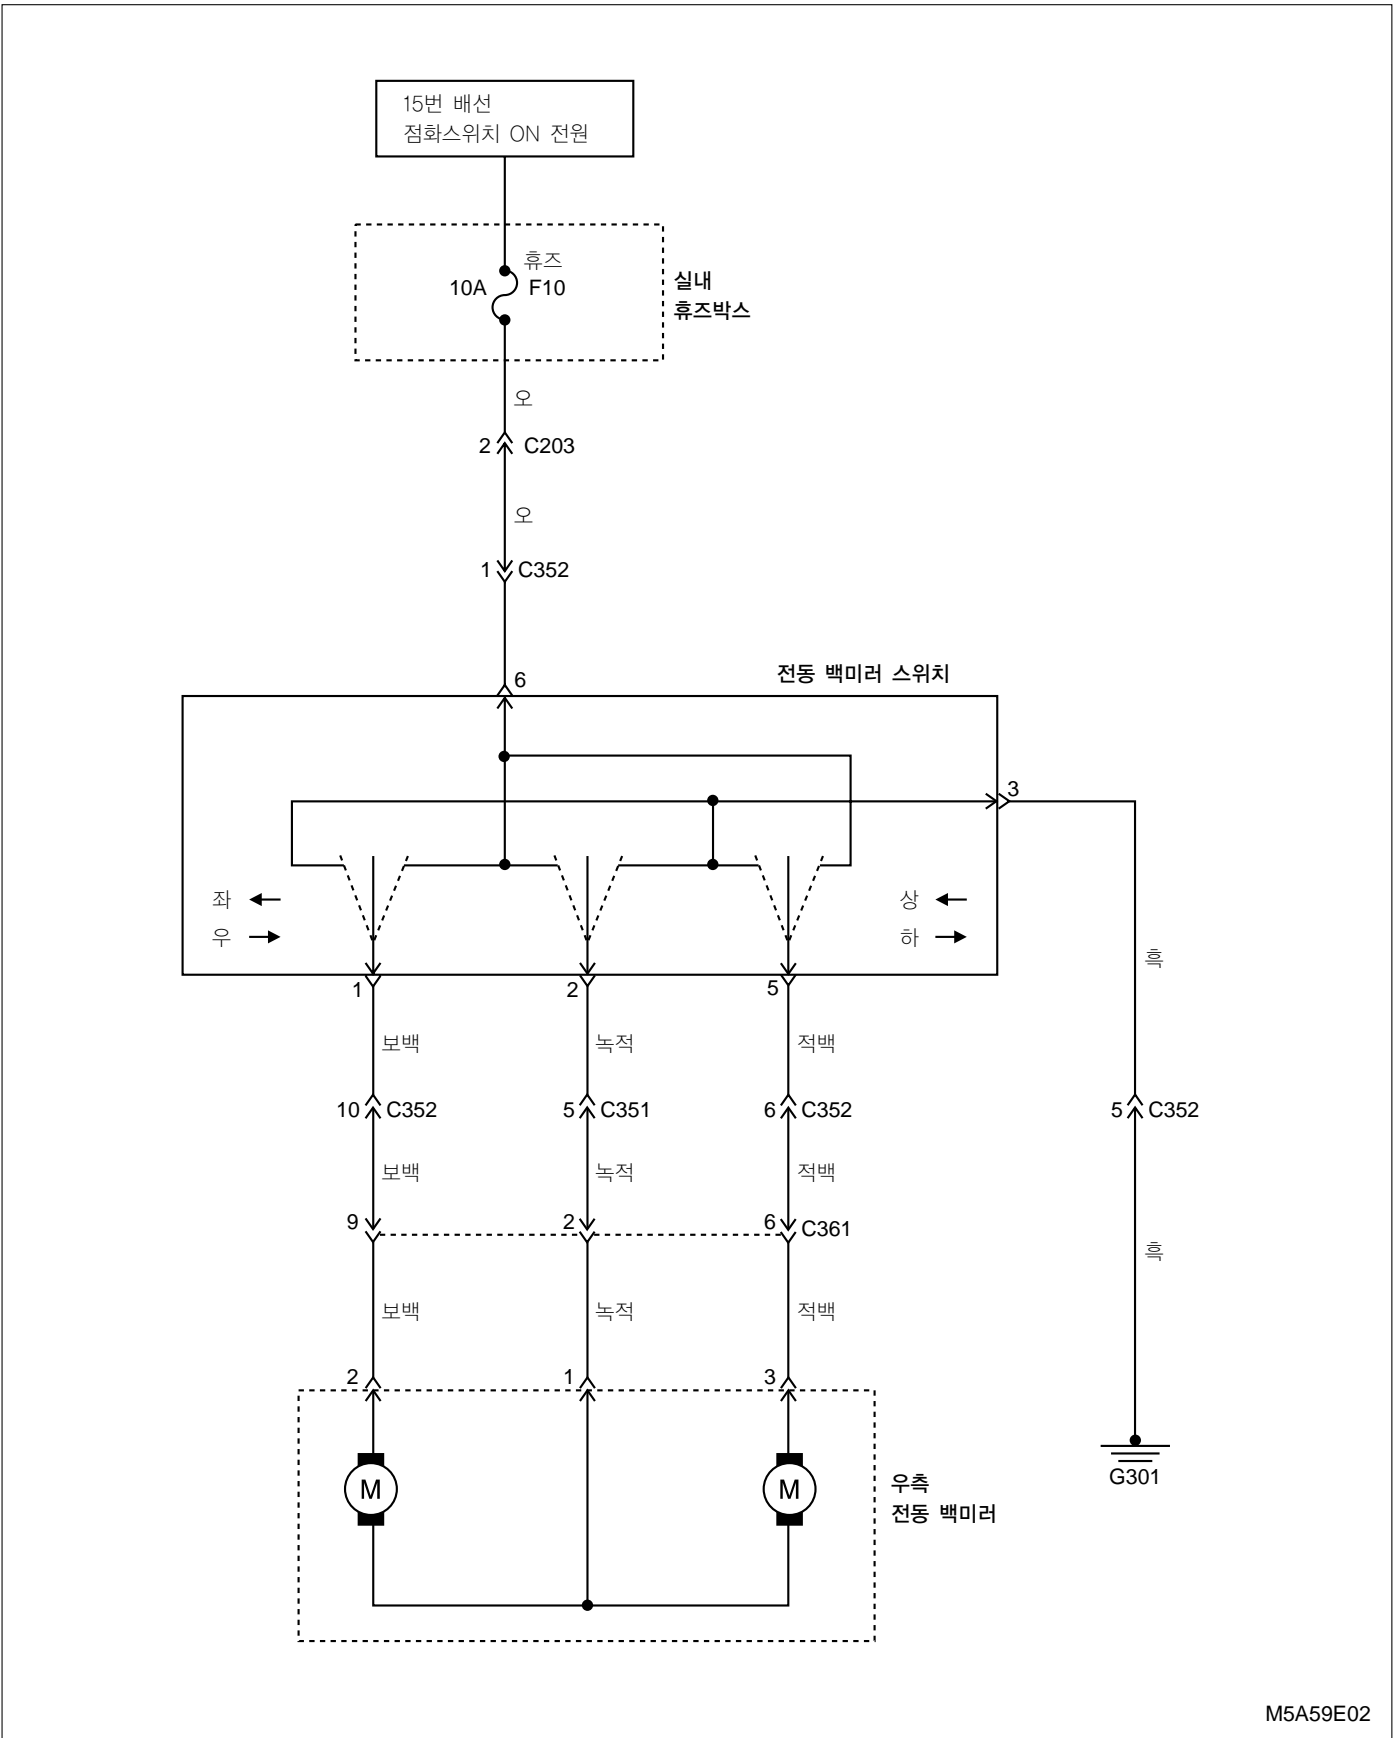 15번 배선
점화스위치 ON 전원
휴즈
10A F10
실내
휴즈박스
오
2 C203
오
1 C352
전동 백미러 스위치
6
3
좌
우
상
하
흑
1 2 5
보백 녹적 적백
10 C352 5 C351 6 C352 5 C352
보백 녹적 적백
9 2 6 C361
흑
보백 녹적 적백
2 1 3
M M
우측
전동 백미러
G301
M5A59E02